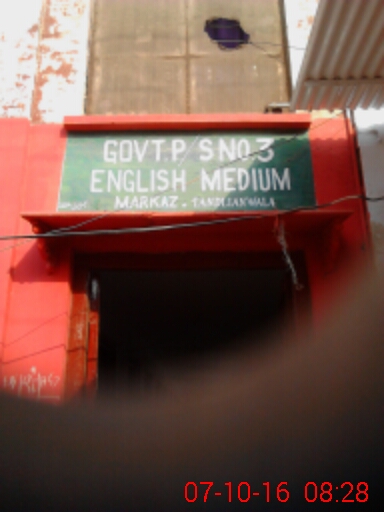 GOVT.P/S NO.3
ENGLISH MEDIUM
MARKAZ. TANDLIANWALA
07-10-16 08:28